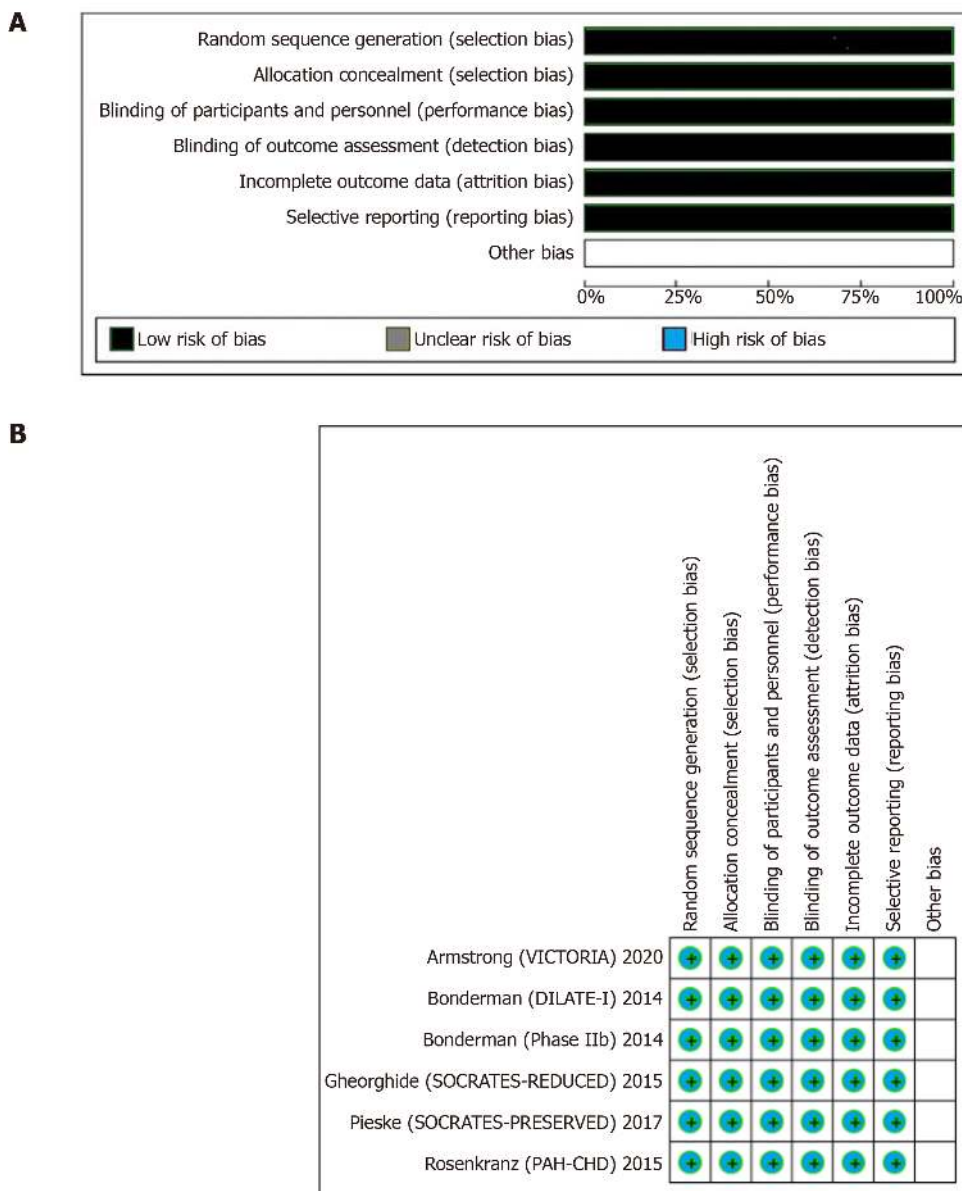 A
Random sequence generation (selection bias)
Allocation concealment (selection bias)
Blinding of participants and personnel (performance bias)
Blinding of outcome assessment (detection bias)
Incomplete outcome data (attrition bias)
Selective reporting (reporting bias)
Other bias
0% 25% 50% 75% 100%
Low risk of bias Unclear risk of bias High risk of bias
B
Random sequence generation (selection bias)
Allocation concealment (selection bias)
Blinding of participants and personnel (performance bias)
Blinding of outcome assessment (detection bias)
Incomplete outcome data (attrition bias)
Selective reporting (reporting bias)
Other bias
Armstrong (VICTORIA) 2020 + + + + + +
Bonderman (DILATE-I) 2014 + + + + + +
Bonderman (Phase IIb) 2014 + + + + + +
Gheorghide (SOCRATES-REDUCED) 2015 + + + + + +
Pieske (SOCRATES-PRESERVED) 2017 + + + + + +
Rosenkranz (PAH-CHD) 2015 + + + + + +